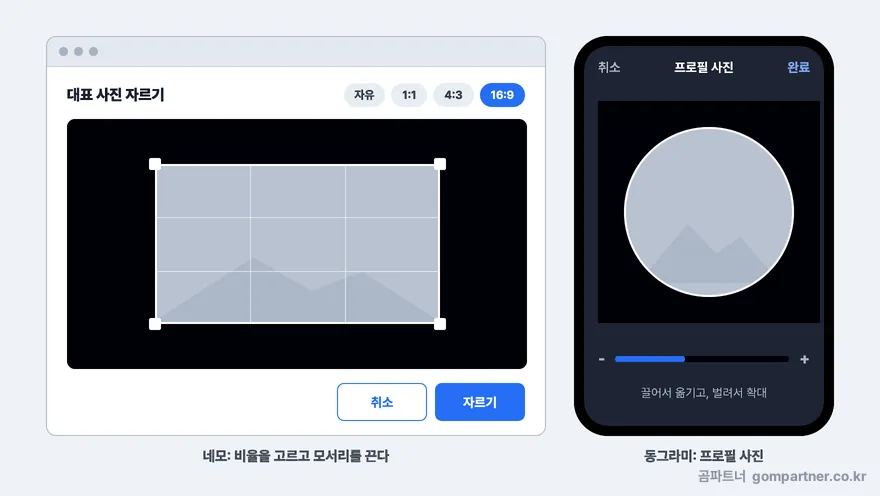 대표 사진 자르기
자유
1:1
4:3
16:9
취소
자르기
네모: 비율을 고르고 모서리를 끈다
취소
프로필 사진
완료
-
+
끌어서 옮기고, 벌려서 확대
동그라미: 프로필 사진
곰파트너 gompartner.co.kr